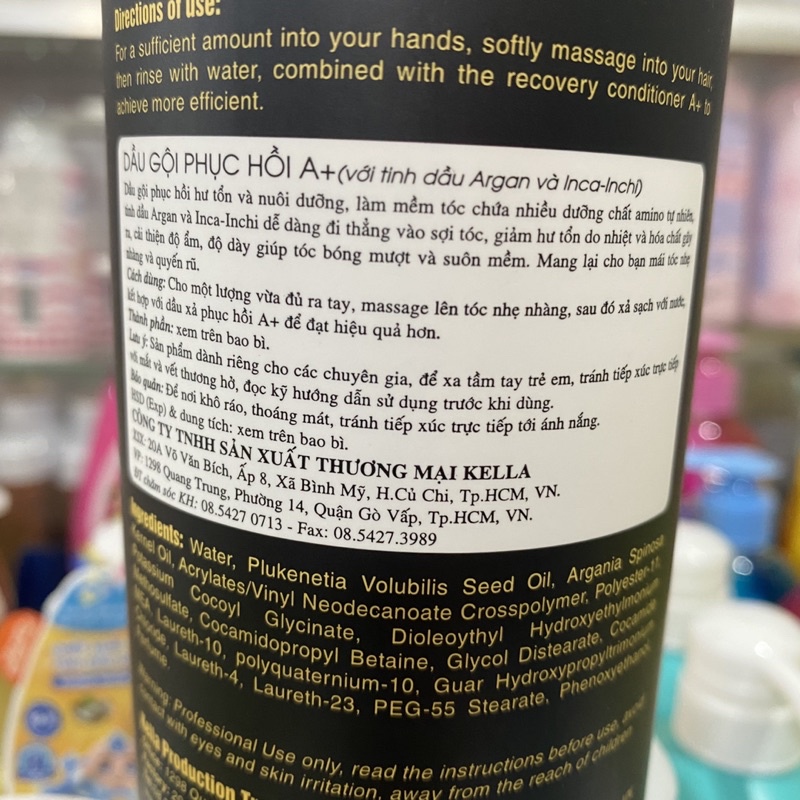 Directions of use:
For a sufficient amount into your hands, softly massage into your hair,
then rinse with water, combined with the recovery conditioner A+ to
achieve more efficient.
DẦU GỘI PHỤC HỒI A+(với tinh dầu Argan và Inca-Inchi)
Dầu gội phục hồi hư tổn và nuôi dưỡng, làm mềm tóc chứa nhiều dưỡng chất amino tự nhiên,
tinh dầu Argan và Inca-Inchi dễ dàng đi thẳng vào sợi tóc, giảm hư tổn do nhiệt và hóa chất gây
ra, cải thiện độ ẩm, độ dày giúp tóc bóng mượt và suôn mềm. Mang lại cho bạn mái tóc nhẹ
nhàng và quyến rũ.
Cách dùng: Cho một lượng vừa đủ ra tay, massage lên tóc nhẹ nhàng, sau đó xả sạch với nước,
kết hợp với dầu xả phục hồi A+ để đạt hiệu quả hơn.
Thành phần: xem trên bao bì.
Lưu ý: Sản phẩm dành riêng cho các chuyên gia, để xa tầm tay trẻ em, tránh tiếp xúc trực tiếp
với mắt và vết thương hở, đọc kỹ hướng dẫn sử dụng trước khi dùng.
Bảo quản: Để nơi khô ráo, thoáng mát, tránh tiếp xúc trực tiếp tới ánh nắng.
HSD (Exp) & dung tích: xem trên bao bì.
CÔNG TY TNHH SẢN XUẤT THƯƠNG MẠI KELLA
XIX: 20A Võ Văn Bích, Ấp 8, Xã Bình Mỹ, H.Củ Chi, Tp.HCM, VN.
VP: 1298 Quang Trung, Phường 14, Quận Gò Vấp, Tp.HCM, VN.
ĐT chăm sóc KH: 08.5427 0713 - Fax: 08.5427.3989
Ingredients: Water, Plukenetia Volubilis Seed Oil, Argania Spinosa
Kernel Oil, Acrylates/Vinyl Neodecanoate Crosspolymer, Polyester-11,
Potassium Cocoyl Glycinate, Dioleoythyl Hydroxyethylmonium
Methosulfate, Cocamidopropyl Betaine, Glycol Distearate, Cocamide
Laureth-10, polyquaternium-10, Guar Hydroxypropyltrimonium
Chloride, Laureth-4, Laureth-23, PEG-55 Stearate, Phenoxyethanol,
Warning: Professional Use only, read the instructions before use, avoid
contact with eyes and skin irritation, away from the reach of children
Beta Production